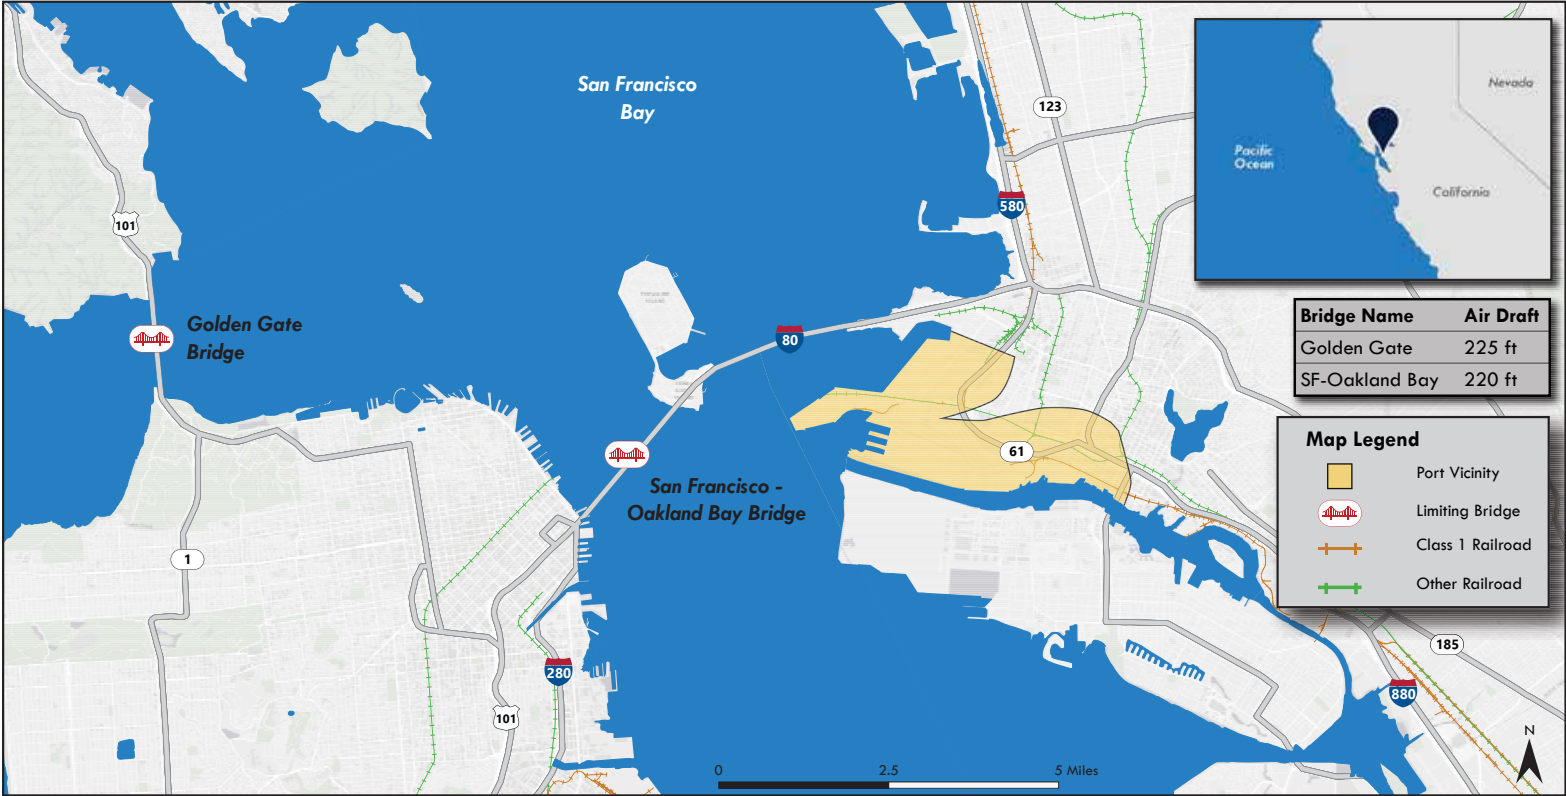 San Francisco
Bay
123
580
101
Golden Gate
Bridge
80
San Francisco -
Oakland Bay Bridge
61
1
280
101
185
880
Nevada
Pacific
Ocean
California
Bridge Name Air Draft
Golden Gate 225 ft
SF-Oakland Bay 220 ft
Map Legend
Port Vicinity
Limiting Bridge
Class 1 Railroad
Other Railroad
N
0 2.5 5 Miles